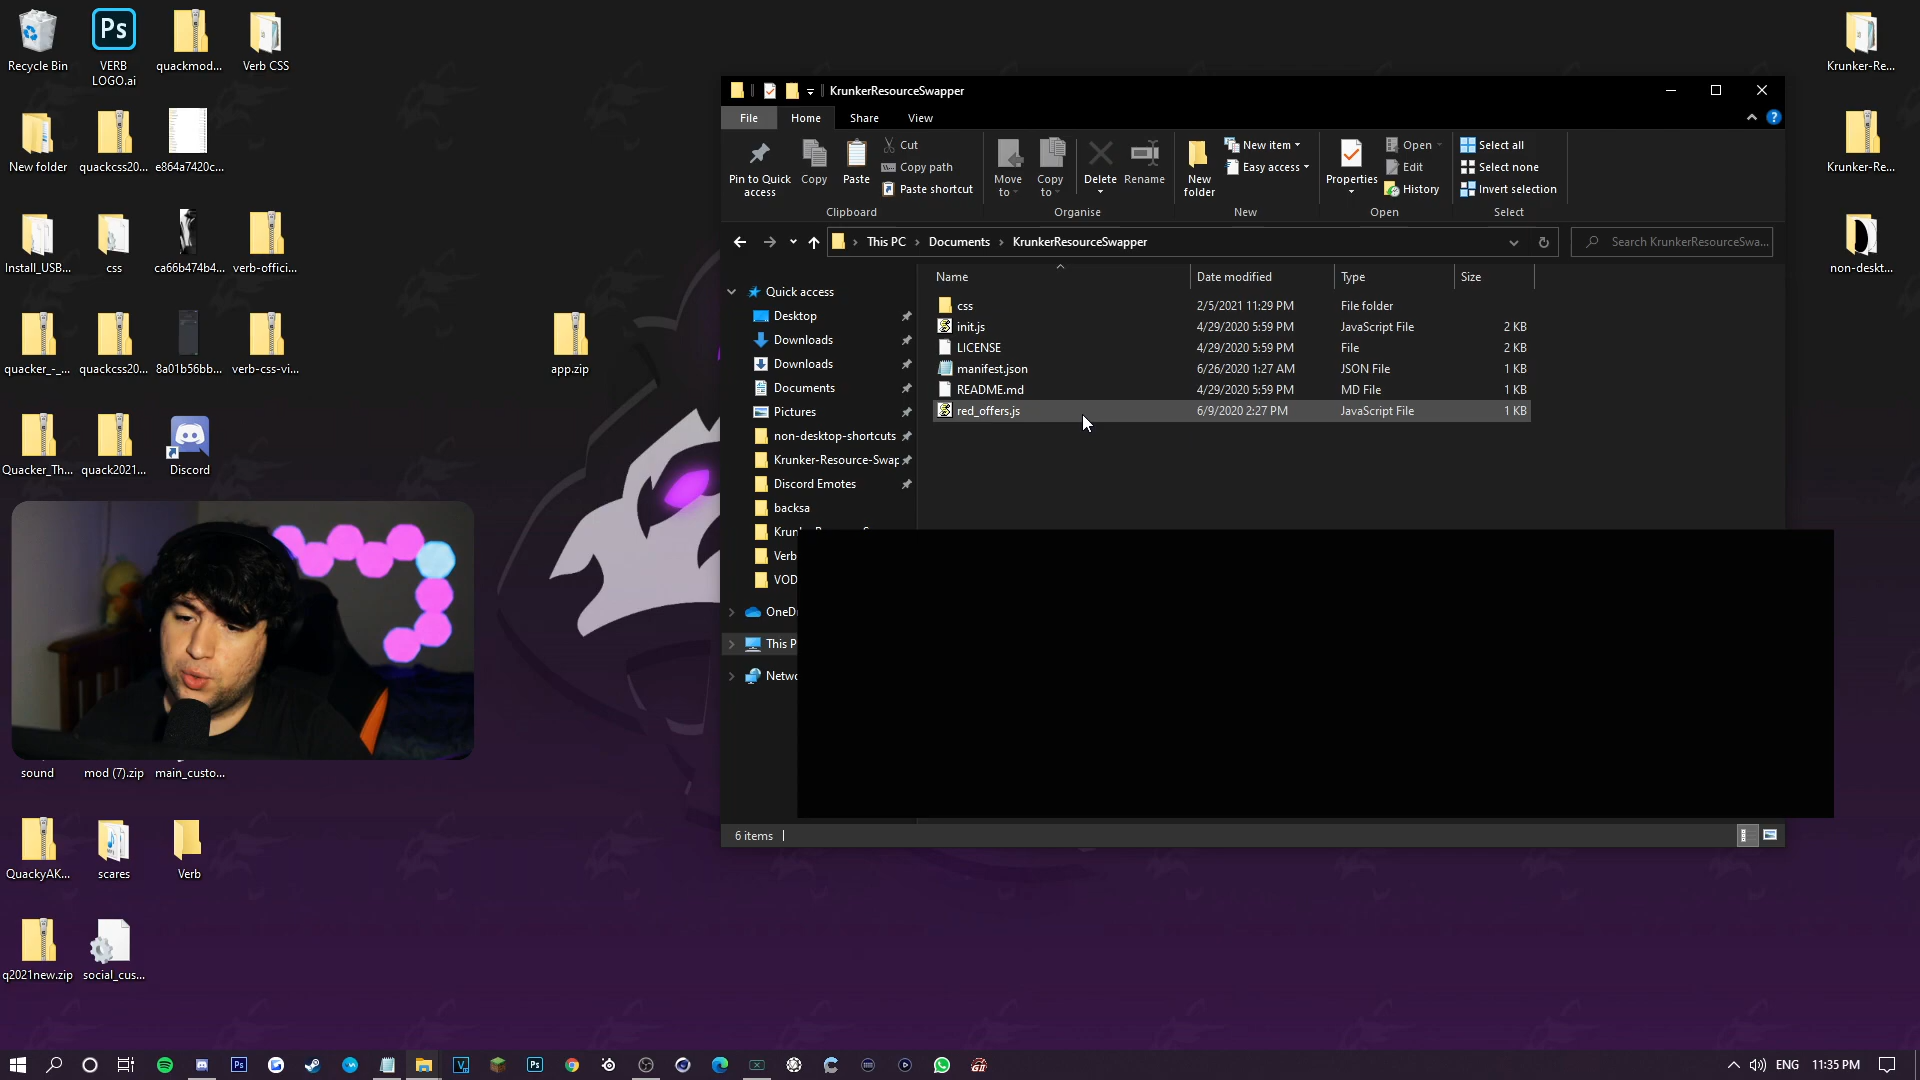 Recycle Bin
VERB
LOGO.ai
quackmod...
Verb CSS
New folder
quackcss20...
e864a7420c...
Install_USB...
css
ca66b474b4...
verb-offici...
quacker_-_...
quackcss20...
8a01b56bb...
verb-css-vi...
Quacker_Th...
quack2021...
Discord
sound
mod (7).zip
main_custo...
QuackyAK...
scares
Verb
q2021new.zip
social_cus...
app.zip
Krunker-Re...
Krunker-Re...
non-deskt...
KrunkerResourceSwapper
File
Home
Share
View
Pin to Quick
access
Copy
Paste
Cut
Copy path
Paste shortcut
Clipboard
Move
to
Copy
to
Delete
Rename
Organise
New
folder
New item
Easy access
New
Properties
Open
Edit
History
Open
Select all
Select none
Invert selection
Select
This PC
Documents
KrunkerResourceSwapper
Search KrunkerResourceSwa...
Quick access
Desktop
Downloads
Downloads
Documents
Pictures
non-desktop-shortcuts
Krunker-Resource-Swap
Discord Emotes
backsa
Verb
VOD
OneD
This P
Netwo
Name Date modified Type Size
css 2/5/2021 11:29 PM File folder
init.js 4/29/2020 5:59 PM JavaScript File 2 KB
LICENSE 4/29/2020 5:59 PM File 2 KB
manifest.json 6/26/2020 1:27 AM JSON File 1 KB
README.md 4/29/2020 5:59 PM MD File 1 KB
red_offers.js 6/9/2020 2:27 PM JavaScript File 1 KB
6 items
Ps
Ps
Ps
ENG
11:35 PM